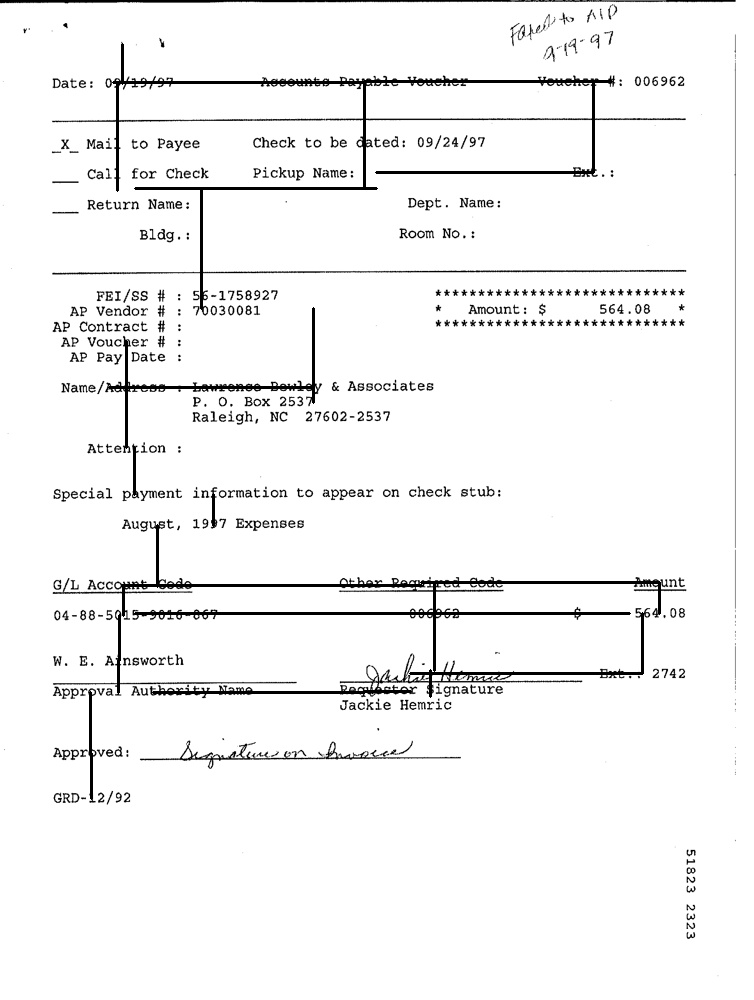 Faxed to AID
9-19-97
Date: 09/19/97 Accounts Payable Voucher Voucher #: 006962
_X_ Mail to Payee Check to be dated: 09/24/97
___ Call for Check Pickup Name: Ext.:
___ Return Name: Dept. Name:
Bldg.: Room No.:
FEI/SS # : 56-1758927 ****************************
AP Vendor # : 70030081 * Amount: $ 564.08 *
AP Contract # : ****************************
AP Voucher # :
AP Pay Date :
Name/Address : Lawrence Bewley & Associates
P. O. Box 2537
Raleigh, NC 27602-2537
Attention :
Special payment information to appear on check stub:
August, 1997 Expenses
G/L Account Code Other Required Code Amount
04-88-5015-9016-867 006962 $ 564.08
W. E. Ainsworth Jackie Hemric Ext.: 2742
Approval Authority Name Requestor Signature
Jackie Hemric
Approved: Signature on Invoice
GRD-12/92
51823 2323